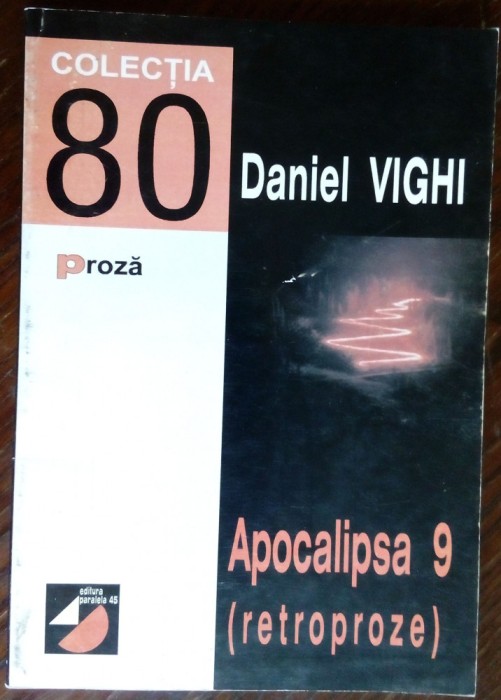 COLECȚIA
80
Daniel VIGHI
proză
Apocalipsa 9
(retroproze)
editura
paralela 45